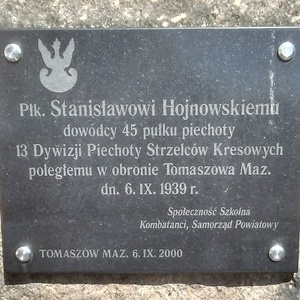 Płk. Stanisławowi Hojnowskiemu
dowódcy 45 pułku piechoty
13 Dywizji Piechoty Strzelców Kresowych
poległemu w obronie Tomaszowa Maz.
dn. 6. IX. 1939 r.
Społeczność Szkolna
Kombatanci, Samorząd Powiatowy
TOMASZÓW MAZ. 6. IX. 2000